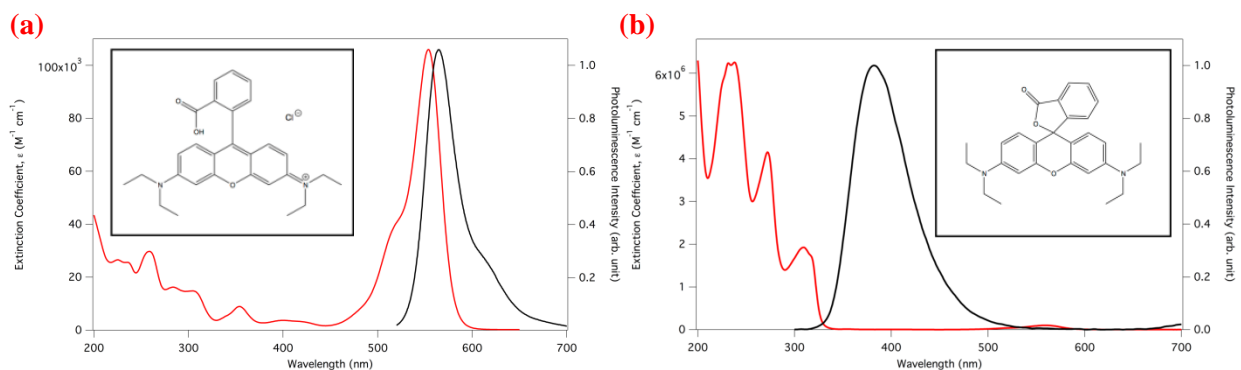 (a)
100x10³
80
60
40
20
0
Extinction Coefficient, ε (M⁻¹ cm⁻¹)
O
OH
Cl⊖
N
O
N⊕
1.0
0.8
0.6
0.4
0.2
0.0
Photoluminescence Intensity (arb. unit)
200 300 400 500 600 700
Wavelength (nm)
(b)
6x10⁶
5
4
3
2
1
0
Extinction Coefficient, ε (M⁻¹ cm⁻¹)
O
O
N
O
N
1.0
0.8
0.6
0.4
0.2
0.0
Photoluminescence Intensity (arb. unit)
200 300 400 500 600 700
Wavelength (nm)